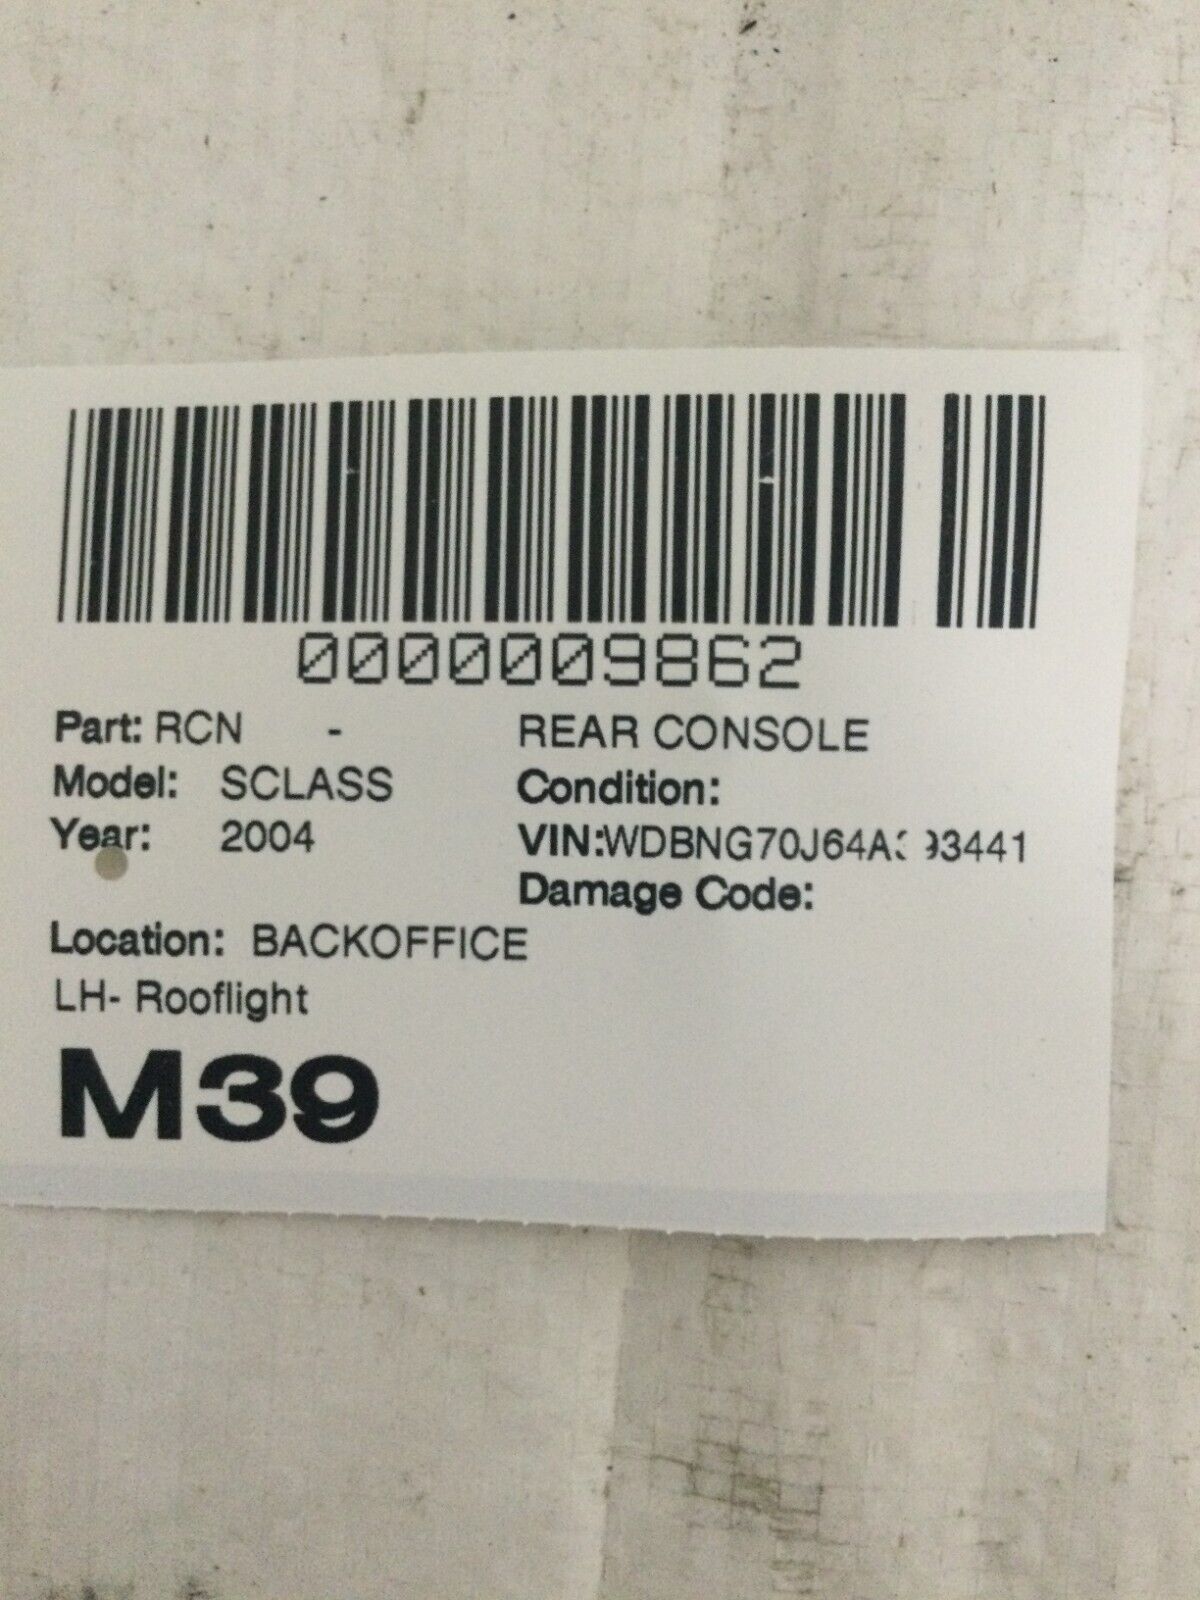 0000009862
Part: RCN - REAR CONSOLE
Model: SCLASS Condition:
Year: 2004 VIN:
Damage Code:
Location: BACKOFFICE
LH- Rooflight
M39